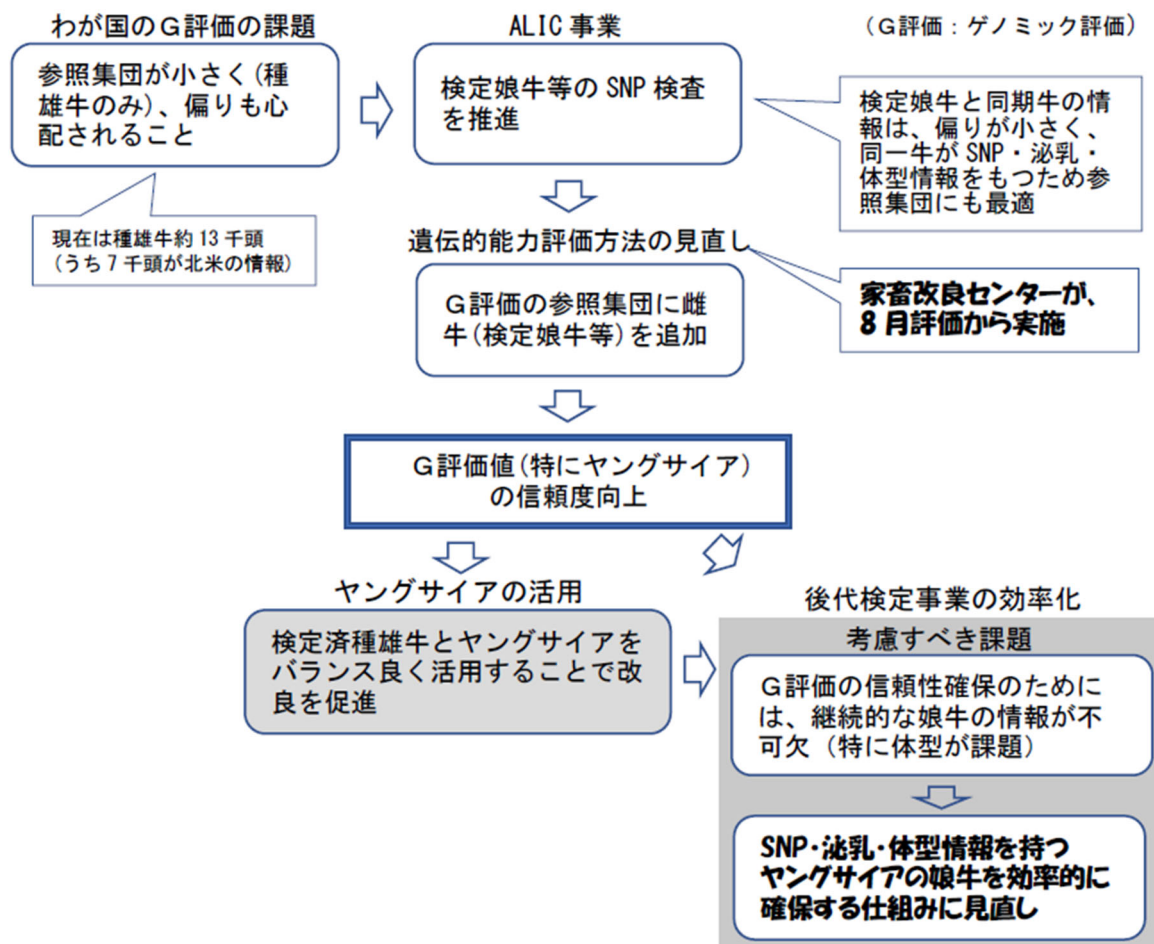 わが国のＧ評価の課題
参照集団が小さく(種
雄牛のみ)、偏りも心
配されること
現在は種雄牛約 13 千頭
(うち 7 千頭が北米の情報)
ALIC 事業
検定娘牛等の SNP 検査
を推進
(Ｇ評価：ゲノミック評価)
検定娘牛と同期牛の情
報は、偏りが小さく、
同一牛が SNP・泌乳・
体型情報をもつため参
照集団にも最適
遺伝的能力評価方法の見直し
Ｇ評価の参照集団に雌
牛(検定娘牛等)を追加
家畜改良センターが、
8 月評価から実施
Ｇ評価値(特にヤングサイア)
の信頼度向上
ヤングサイアの活用
検定済種雄牛とヤングサイアを
バランス良く活用することで改
良を促進
後代検定事業の効率化
考慮すべき課題
Ｇ評価の信頼性確保のために
は、継続的な娘牛の情報が不
可欠（特に体型が課題）
SNP・泌乳・体型情報を持つ
ヤングサイアの娘牛を効率的に
確保する仕組みに見直し